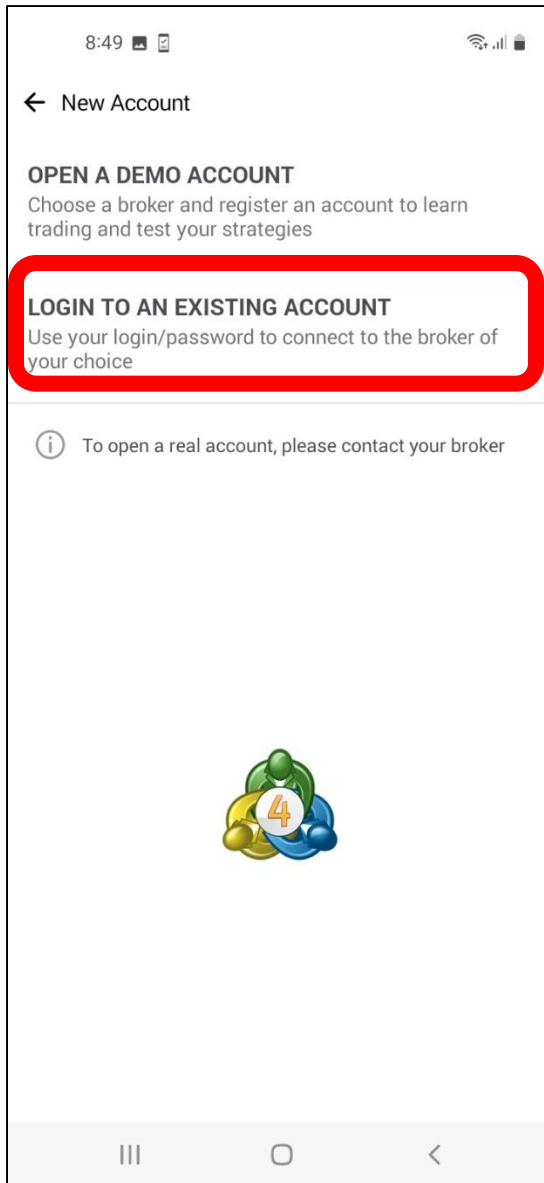 8:49
New Account
OPEN A DEMO ACCOUNT
Choose a broker and register an account to learn
trading and test your strategies
LOGIN TO AN EXISTING ACCOUNT
Use your login/password to connect to the broker of
your choice
To open a real account, please contact your broker
4